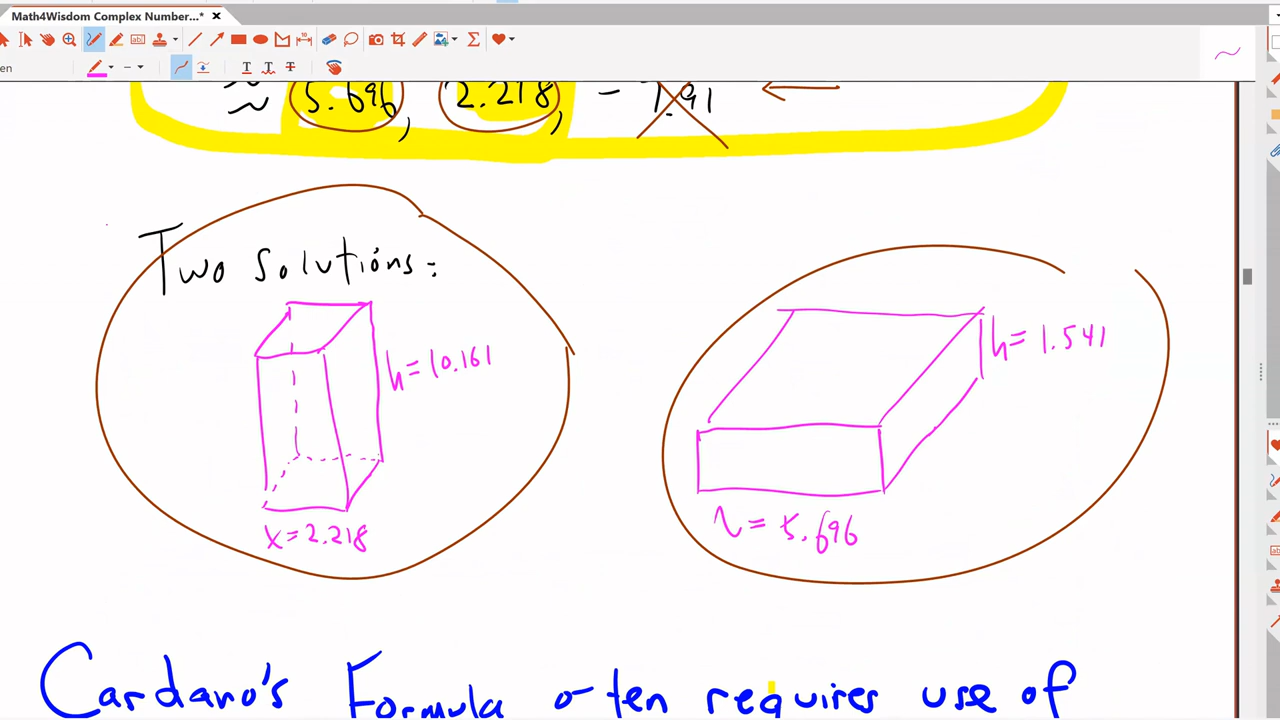 Math4Wisdom Complex Number...*
en
≈ 5.696, 2.218, - 7.91
Two Solutions:
h = 10.161
h = 1.541
x = 2.218
x = 5.696
Cardano's Formula often requires use of